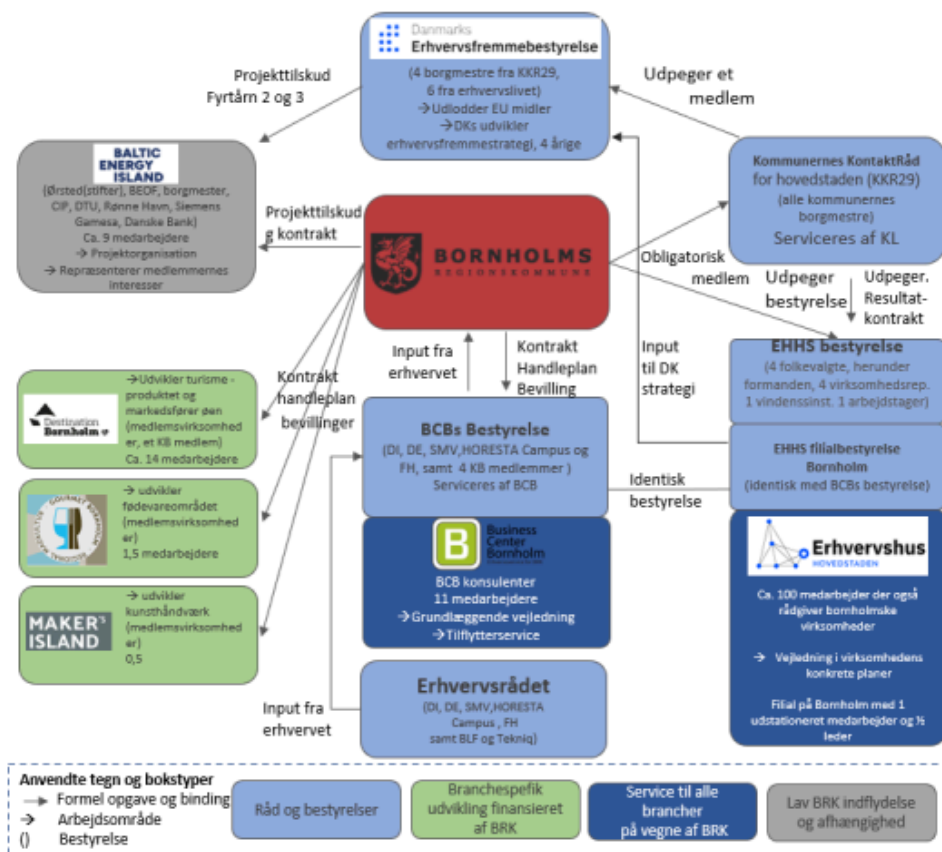 Danmarks
Erhvervsfremmebestyrelse
(4 borgmestre fra KKR29,
6 fra erhvervslivet)
→Udlodder EU midler
→DKs udvikler
erhvervsfremmestrategi, 4 årige
Projekttilskud
Fyrtårn 2 og 3
Udpeger et
medlem
BALTIC
ENERGY
ISLAND
(Ørsted(stifter), BEOF, borgmester,
CIP, DTU, Rønne Havn, Siemens
Gamesa, Danske Bank)
Ca. 9 medarbejdere
→ Projektorganisation
→ Repræsenterer medlemmernes
interesser
Kommunernes KontaktRåd
for hovedstaden (KKR29)
(alle kommunernes
borgmestre)
Serviceres af KL
Projekttilskud
g kontrakt
BORNHOLMS
REGIONSKOMMUNE
Obligatorisk
medlem
Udpeger
bestyrelse
Udpeger.
Resultat-
kontrakt
Input fra
erhvervet
Kontrakt
Handleplan
Bevilling
Input
til DK
strategi
EHHS bestyrelse
(4 folkevalgte, herunder
formanden, 4 virksomhedsrep.
1 vindenssinst. 1 arbejdstager)
Kontrakt
handleplan
bevillinger
Destination
Bornholm
→Udvikler turisme -
produktet og
markedsfører øen
(medlemsvirksomhed
er, et KB medlem)
Ca. 14 medarbejdere
BCBs Bestyrelse
(DI, DE, SMV,HORESTA Campus og
FH, samt 4 KB medlemmer )
Serviceres af BCB
Identisk
bestyrelse
EHHS filialbestyrelse
Bornholm
(identisk med BCBs bestyrelse)
GOURMET BORNHOLM
REGIONAL MADKULTUR
→ udvikler
fødevareområdet
(medlemsvirksomhed
er)
1,5 medarbejdere
B
Business
Center
Bornholm
BCB konsulenter
11 medarbejdere
→Grundlæggende vejledning
→Tilflytterservice
Erhvervshus
HOVEDSTADEN
Ca. 100 medarbejder der også
rådgiver bornholmske
virksomheder
→ Vejledning i virksomhedens
konkrete planer
Filial på Bornholm med 1
udstationeret medarbejder og ½
leder
MAKER'S
ISLAND
→ udvikler
kunsthåndværk
(medlemsvirksomhed
er)
0,5
Input fra
erhvervet
Erhvervsrådet
(DI, DE, SMV,HORESTA
Campus , FH
samt BLF og Tekniq)
Anvendte tegn og bokstyper
→ Formel opgave og binding
→ Arbejdsområde
() Bestyrelse
Råd og bestyrelser
Branchespefik
udvikling finansieret
af BRK
Service til alle
brancher
på vegne af BRK
Lav BRK indflydelse
og afhængighed